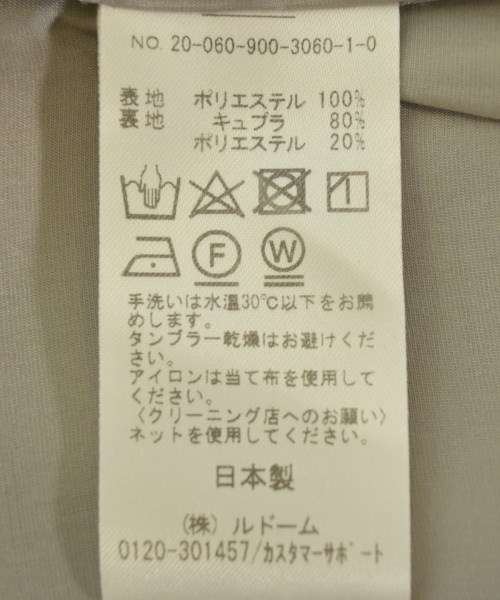 NO. 20-060-900-3060-1-0
表地 ポリエステル 100%
裏地 キュプラ 80%
ポリエステル 20%
F W
手洗いは水温30℃以下をお薦
めします。
タンブラー乾燥はお避けくだ
さい。
アイロンは当て布を使用して
ください。
〈クリーニング店へのお願い〉
ネットを使用してください。
日本製
(株) ルドーム
0120-301457/カスタマーサポート